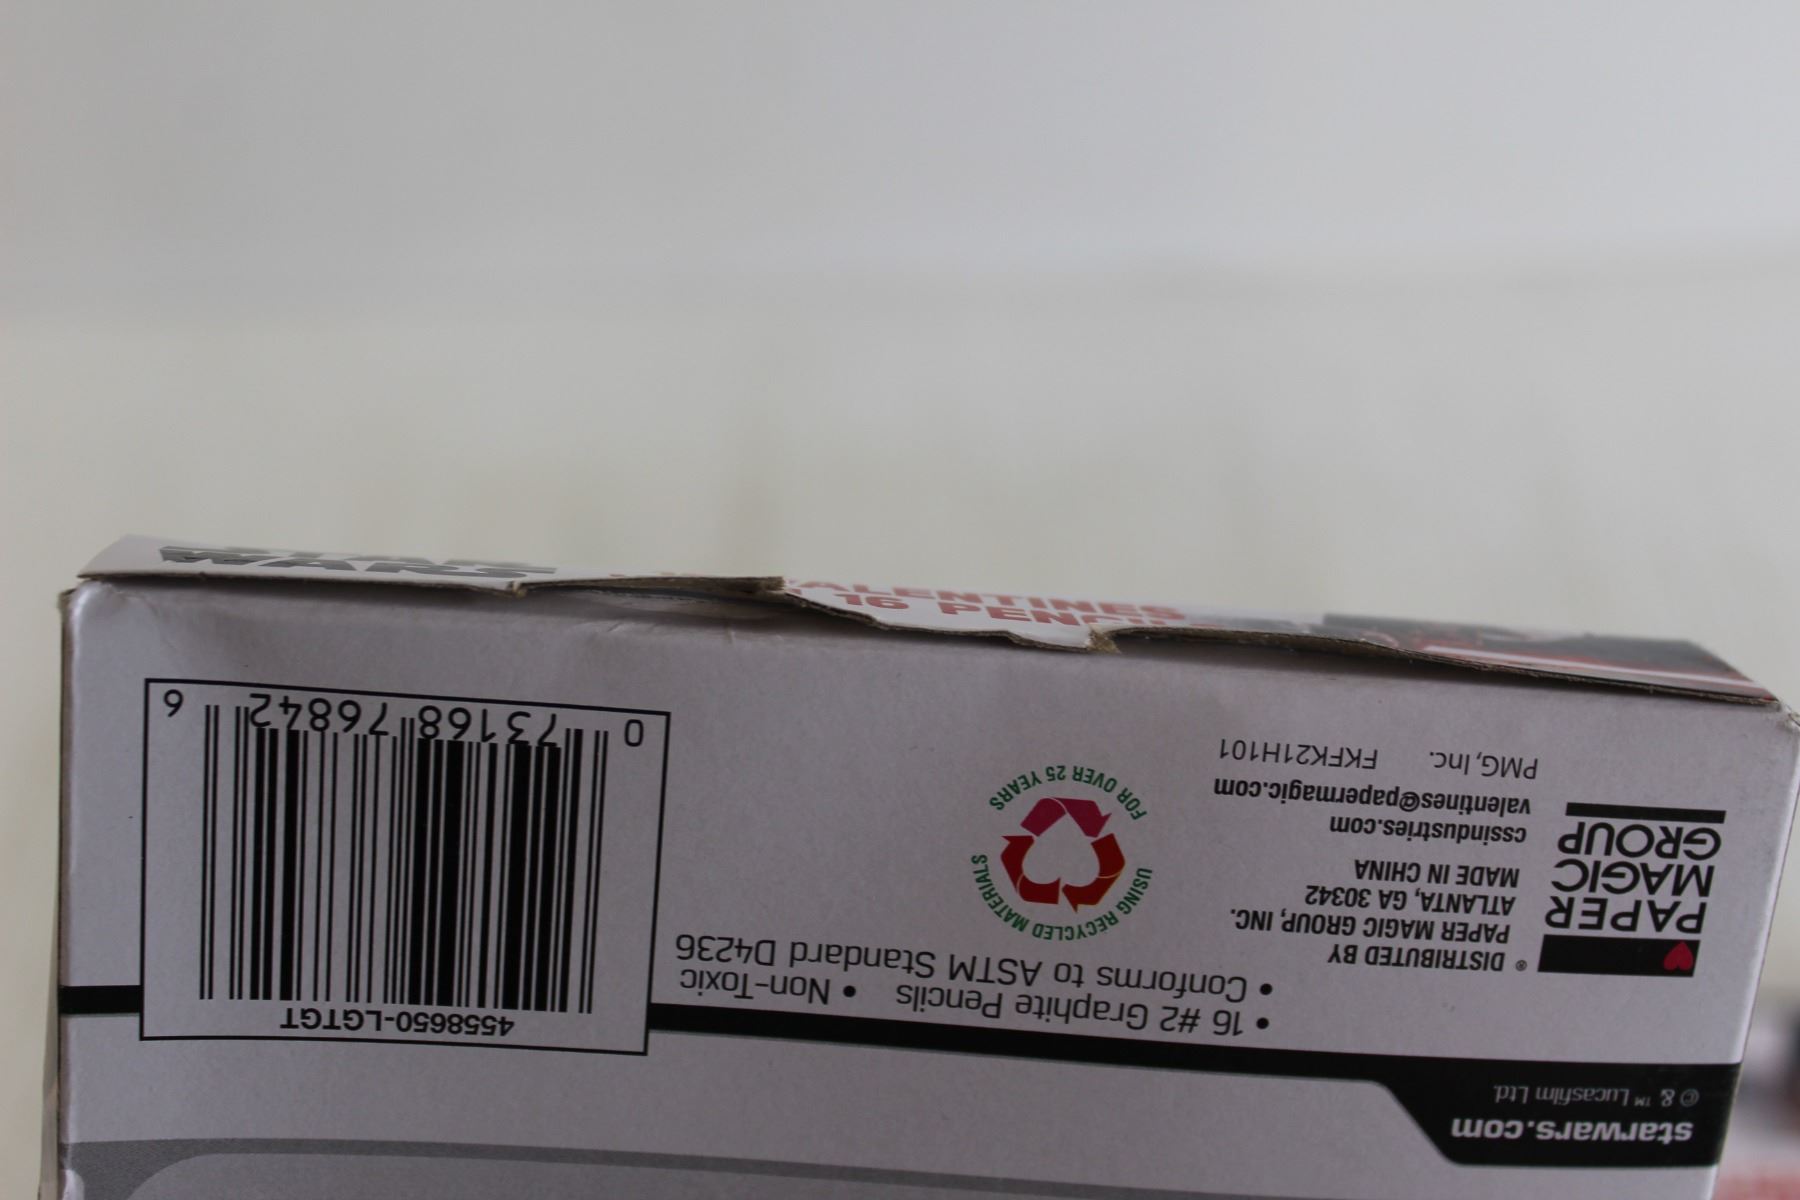 STAR
WARS
VALENTINES
16 PENCILS
starwars.com
© & ™ Lucasfilm Ltd.
• 16 #2 Graphite Pencils • Non-Toxic
• Conforms to ASTM Standard D4236
PAPER
MAGIC
GROUP
®
DISTRIBUTED BY
PAPER MAGIC GROUP, INC.
ATLANTA, GA 30342
MADE IN CHINA
cssindustries.com
valentines@papermagic.com
PMG, Inc. FKFK21H101
USING RECYCLED MATERIALS
FOR OVER 25 YEARS
4558650-LGTGT
0 73168 76842 6